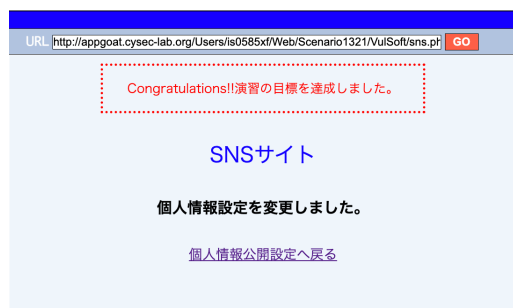 URL http://appgoat.cysec-lab.org/Users/is0585xf/Web/Scenario1321/VulSoft/sns.ph GO
Congratulations!!演習の目標を達成しました。
SNSサイト
個人情報設定を変更しました。
個人情報公開設定へ戻る